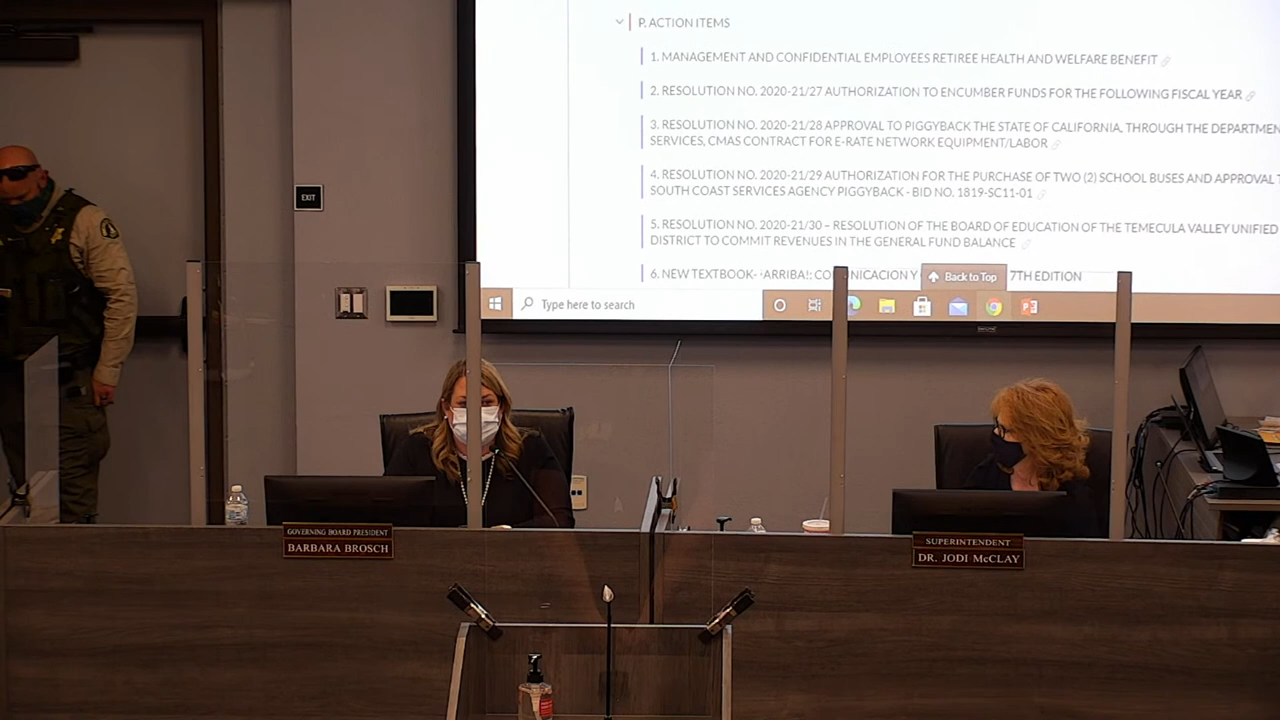 P. ACTION ITEMS
1. MANAGEMENT AND CONFIDENTIAL EMPLOYEES RETIREE HEALTH AND WELFARE BENEFIT
2. RESOLUTION NO. 2020-21/27 AUTHORIZATION TO ENCUMBER FUNDS FOR THE FOLLOWING FISCAL YEAR
3. RESOLUTION NO. 2020-21/28 APPROVAL TO PIGGYBACK THE STATE OF CALIFORNIA, THROUGH THE DEPARTMEN
SERVICES, CMAS CONTRACT FOR E-RATE NETWORK EQUIPMENT/LABOR
4. RESOLUTION NO. 2020-21/29 AUTHORIZATION FOR THE PURCHASE OF TWO (2) SCHOOL BUSES AND APPROVAL T
SOUTH COAST SERVICES AGENCY PIGGYBACK - BID NO. 1819-SC11-01
5. RESOLUTION NO. 2020-21/30 – RESOLUTION OF THE BOARD OF EDUCATION OF THE TEMECULA VALLEY UNIFIED
DISTRICT TO COMMIT REVENUES IN THE GENERAL FUND BALANCE
6. NEW TEXTBOOK- ¡ARRIBA!: CO NICACION Y 7TH EDITION
Back to Top
Type here to search
EXIT
GOVERNING BOARD PRESIDENT
BARBARA BROSCH
SUPERINTENDENT
DR. JODI McCLAY